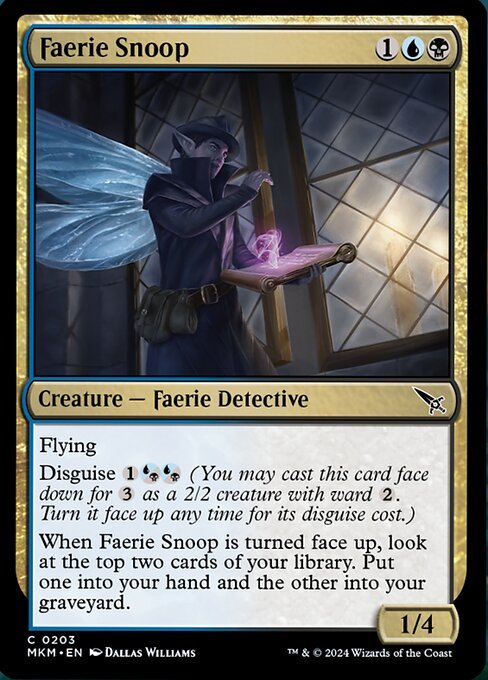 Faerie Snoop 1
Creature — Faerie Detective
Flying
Disguise 1 (You may cast this card face
down for 3 as a 2/2 creature with ward 2.
Turn it face up any time for its disguise cost.)
When Faerie Snoop is turned face up, look
at the top two cards of your library. Put
one into your hand and the other into your
graveyard.
1/4
C 0203
MKM • EN DALLAS WILLIAMS
™ & © 2024 Wizards of the Coast